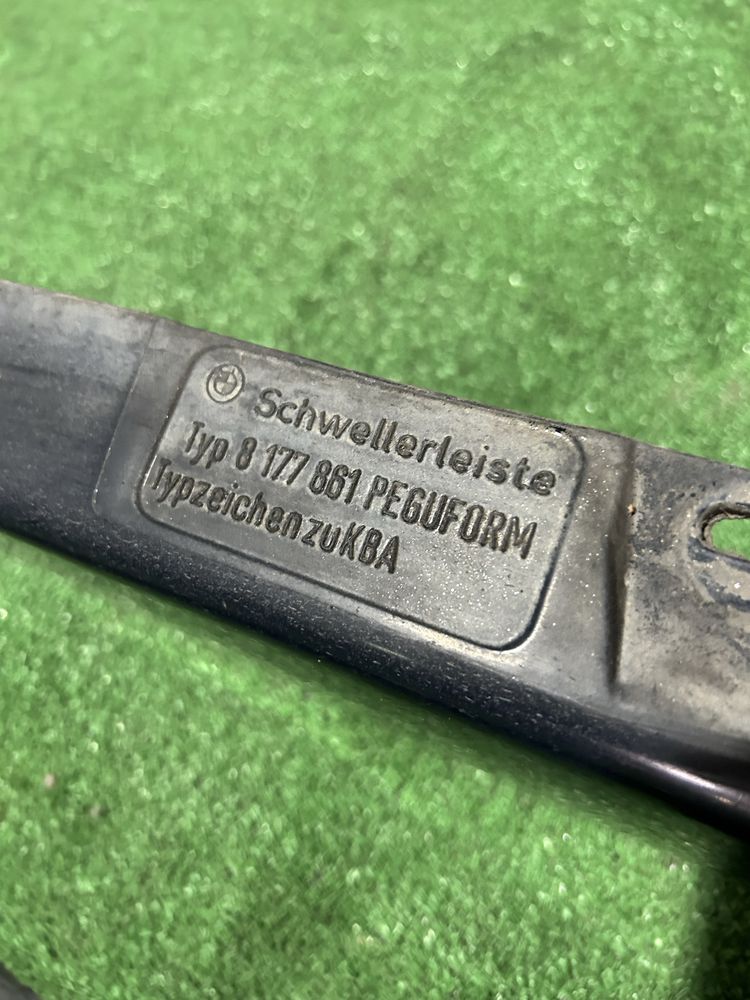 Schwellerleiste
Typ 8 177 861 PEGUFORM
Typzeichen zu KBA